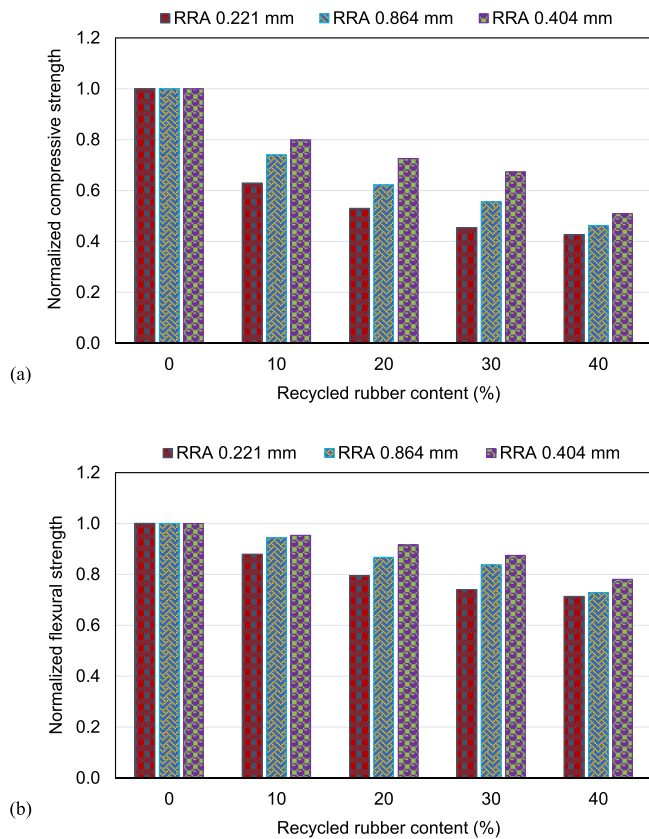 RRA 0.221 mm RRA 0.864 mm RRA 0.404 mm
1.2
1.0
0.8
0.6
0.4
0.2
0.0
Normalized compressive strength
0 10 20 30 40
Recycled rubber content (%)
(a)
RRA 0.221 mm RRA 0.864 mm RRA 0.404 mm
1.2
1.0
0.8
0.6
0.4
0.2
0.0
Normalized flexural strength
0 10 20 30 40
Recycled rubber content (%)
(b)